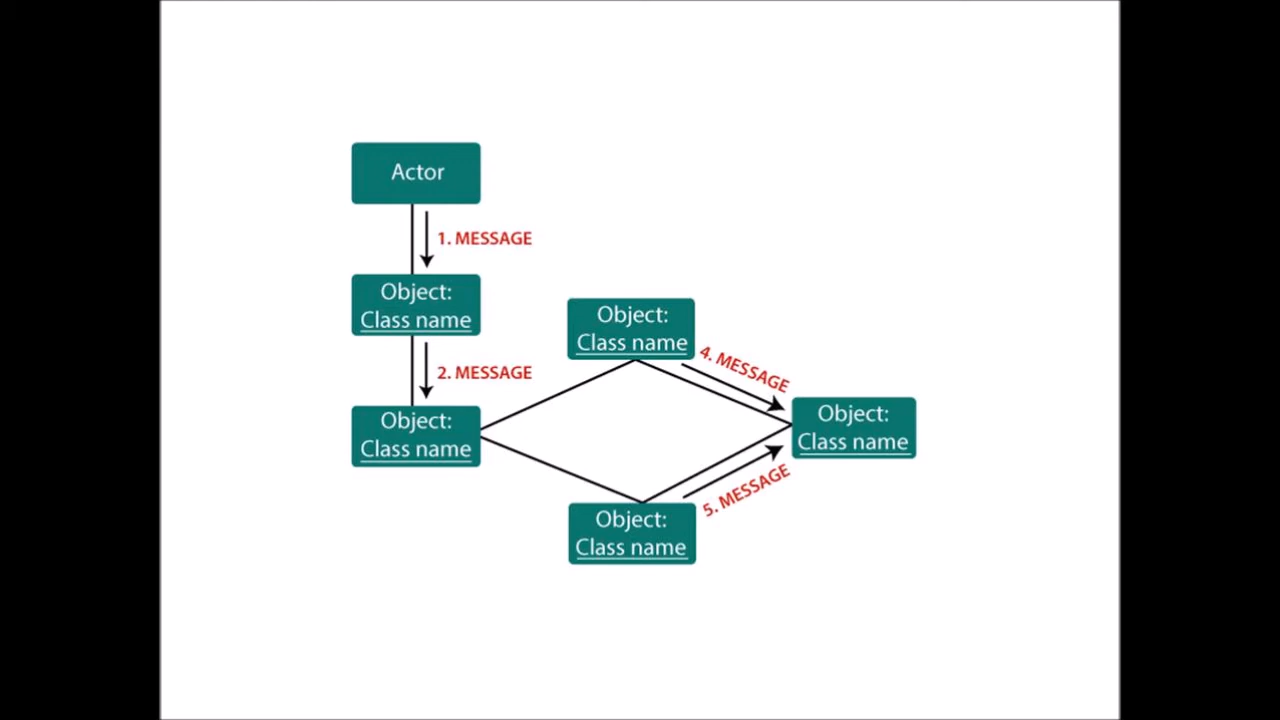 Actor
1. MESSAGE
Object:
Class name
2. MESSAGE
Object:
Class name
Object:
Class name
4. MESSAGE
Object:
Class name
5. MESSAGE
Object:
Class name